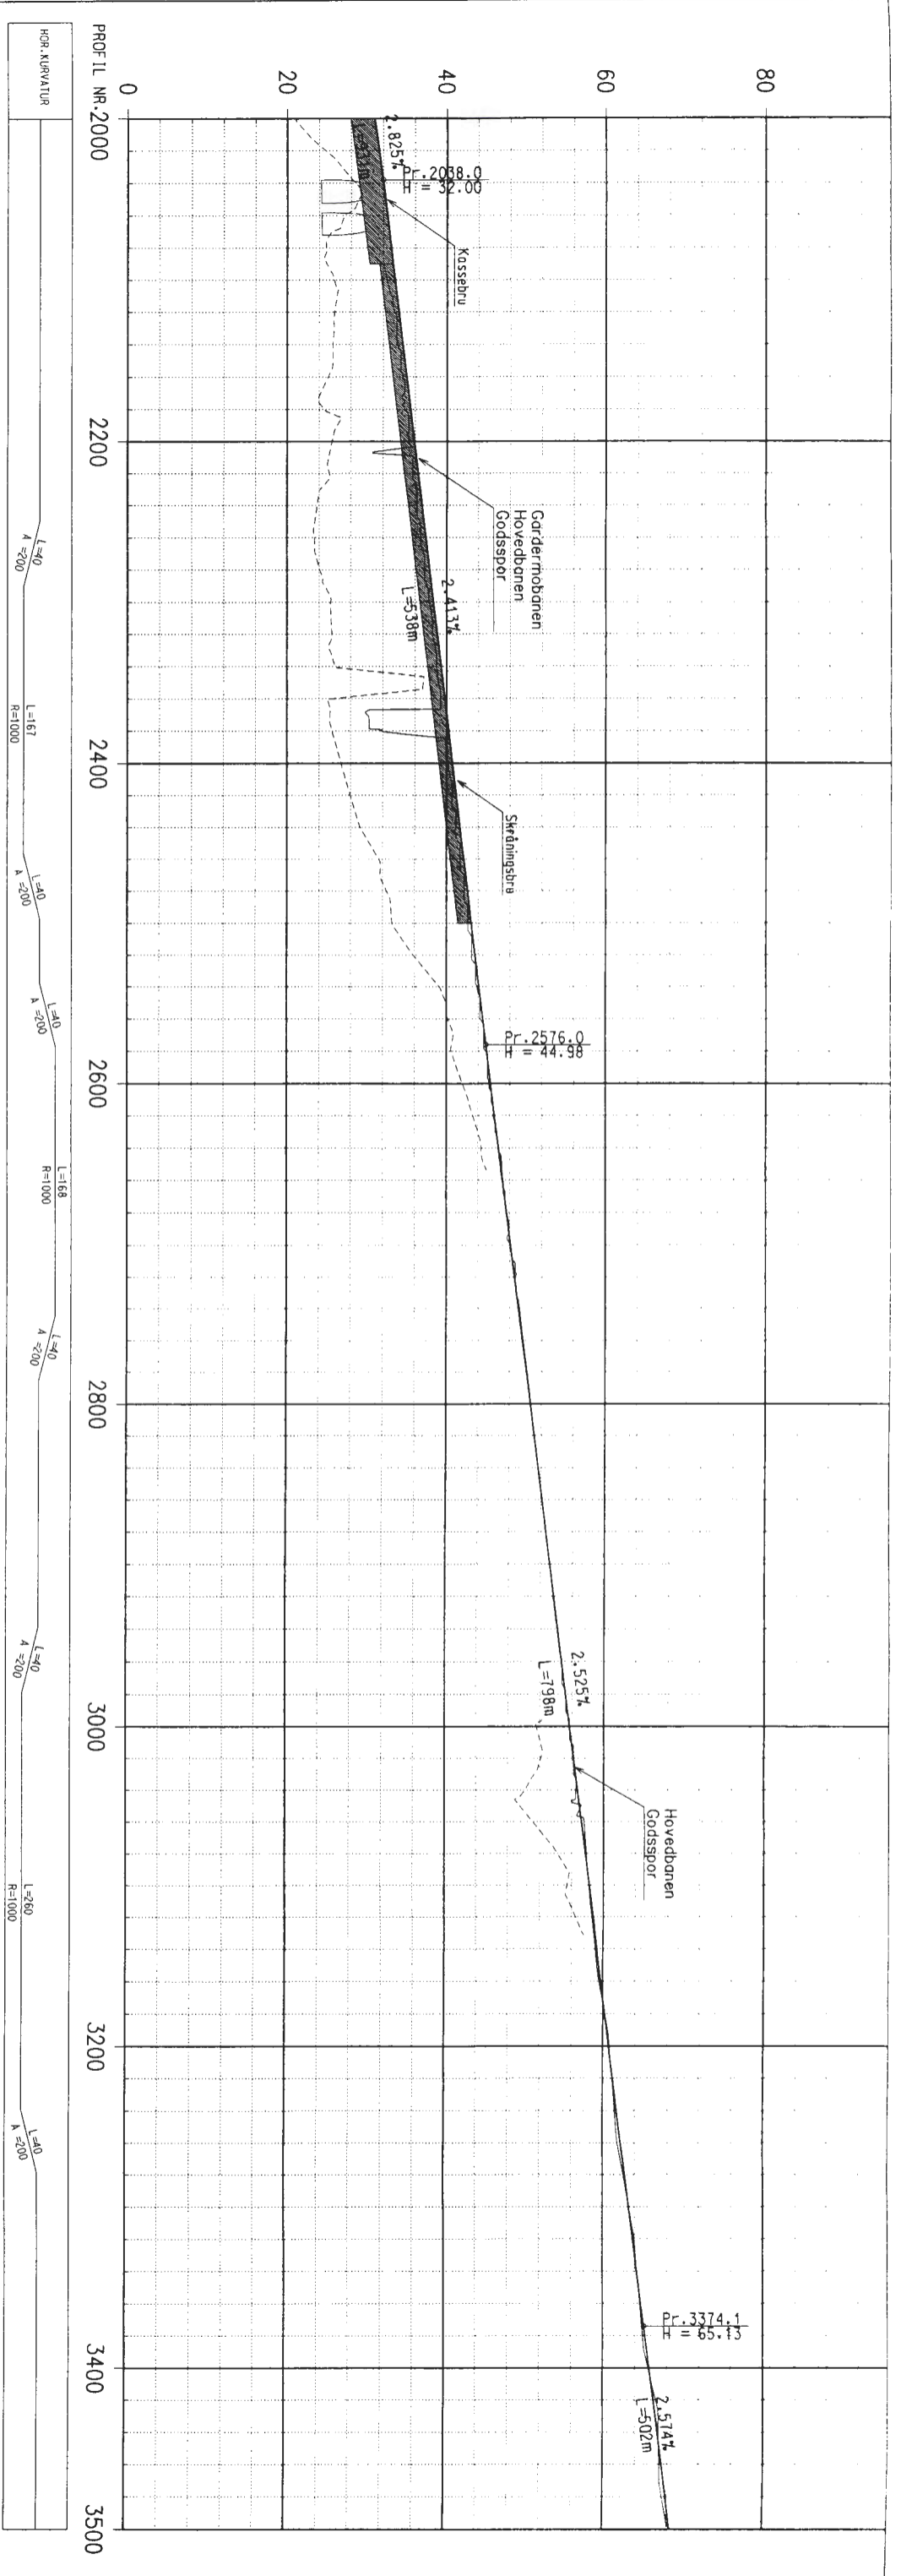 80
60
40
20
0
PROFIL NR.2000
2200
2400
2600
2800
3000
3200
3400
3500
2.825%
Pr.2038.0
H = 32.00
Kassebru
Gardermobanen
Hovedbanen
Godsspor
2.413%
L=538m
Skråningsbru
Pr.2576.0
H = 44.98
2.525%
L=798m
Hovedbanen
Godsspor
Pr.3374.1
H = 65.13
2.574%
L=502m
HOR.KURVATUR
L=40
A =200
L=167
R=1000
L=40
A =200
L=40
A =200
L=168
R=1000
L=40
A =200
L=40
A =200
L=260
R=1000
L=40
A =200